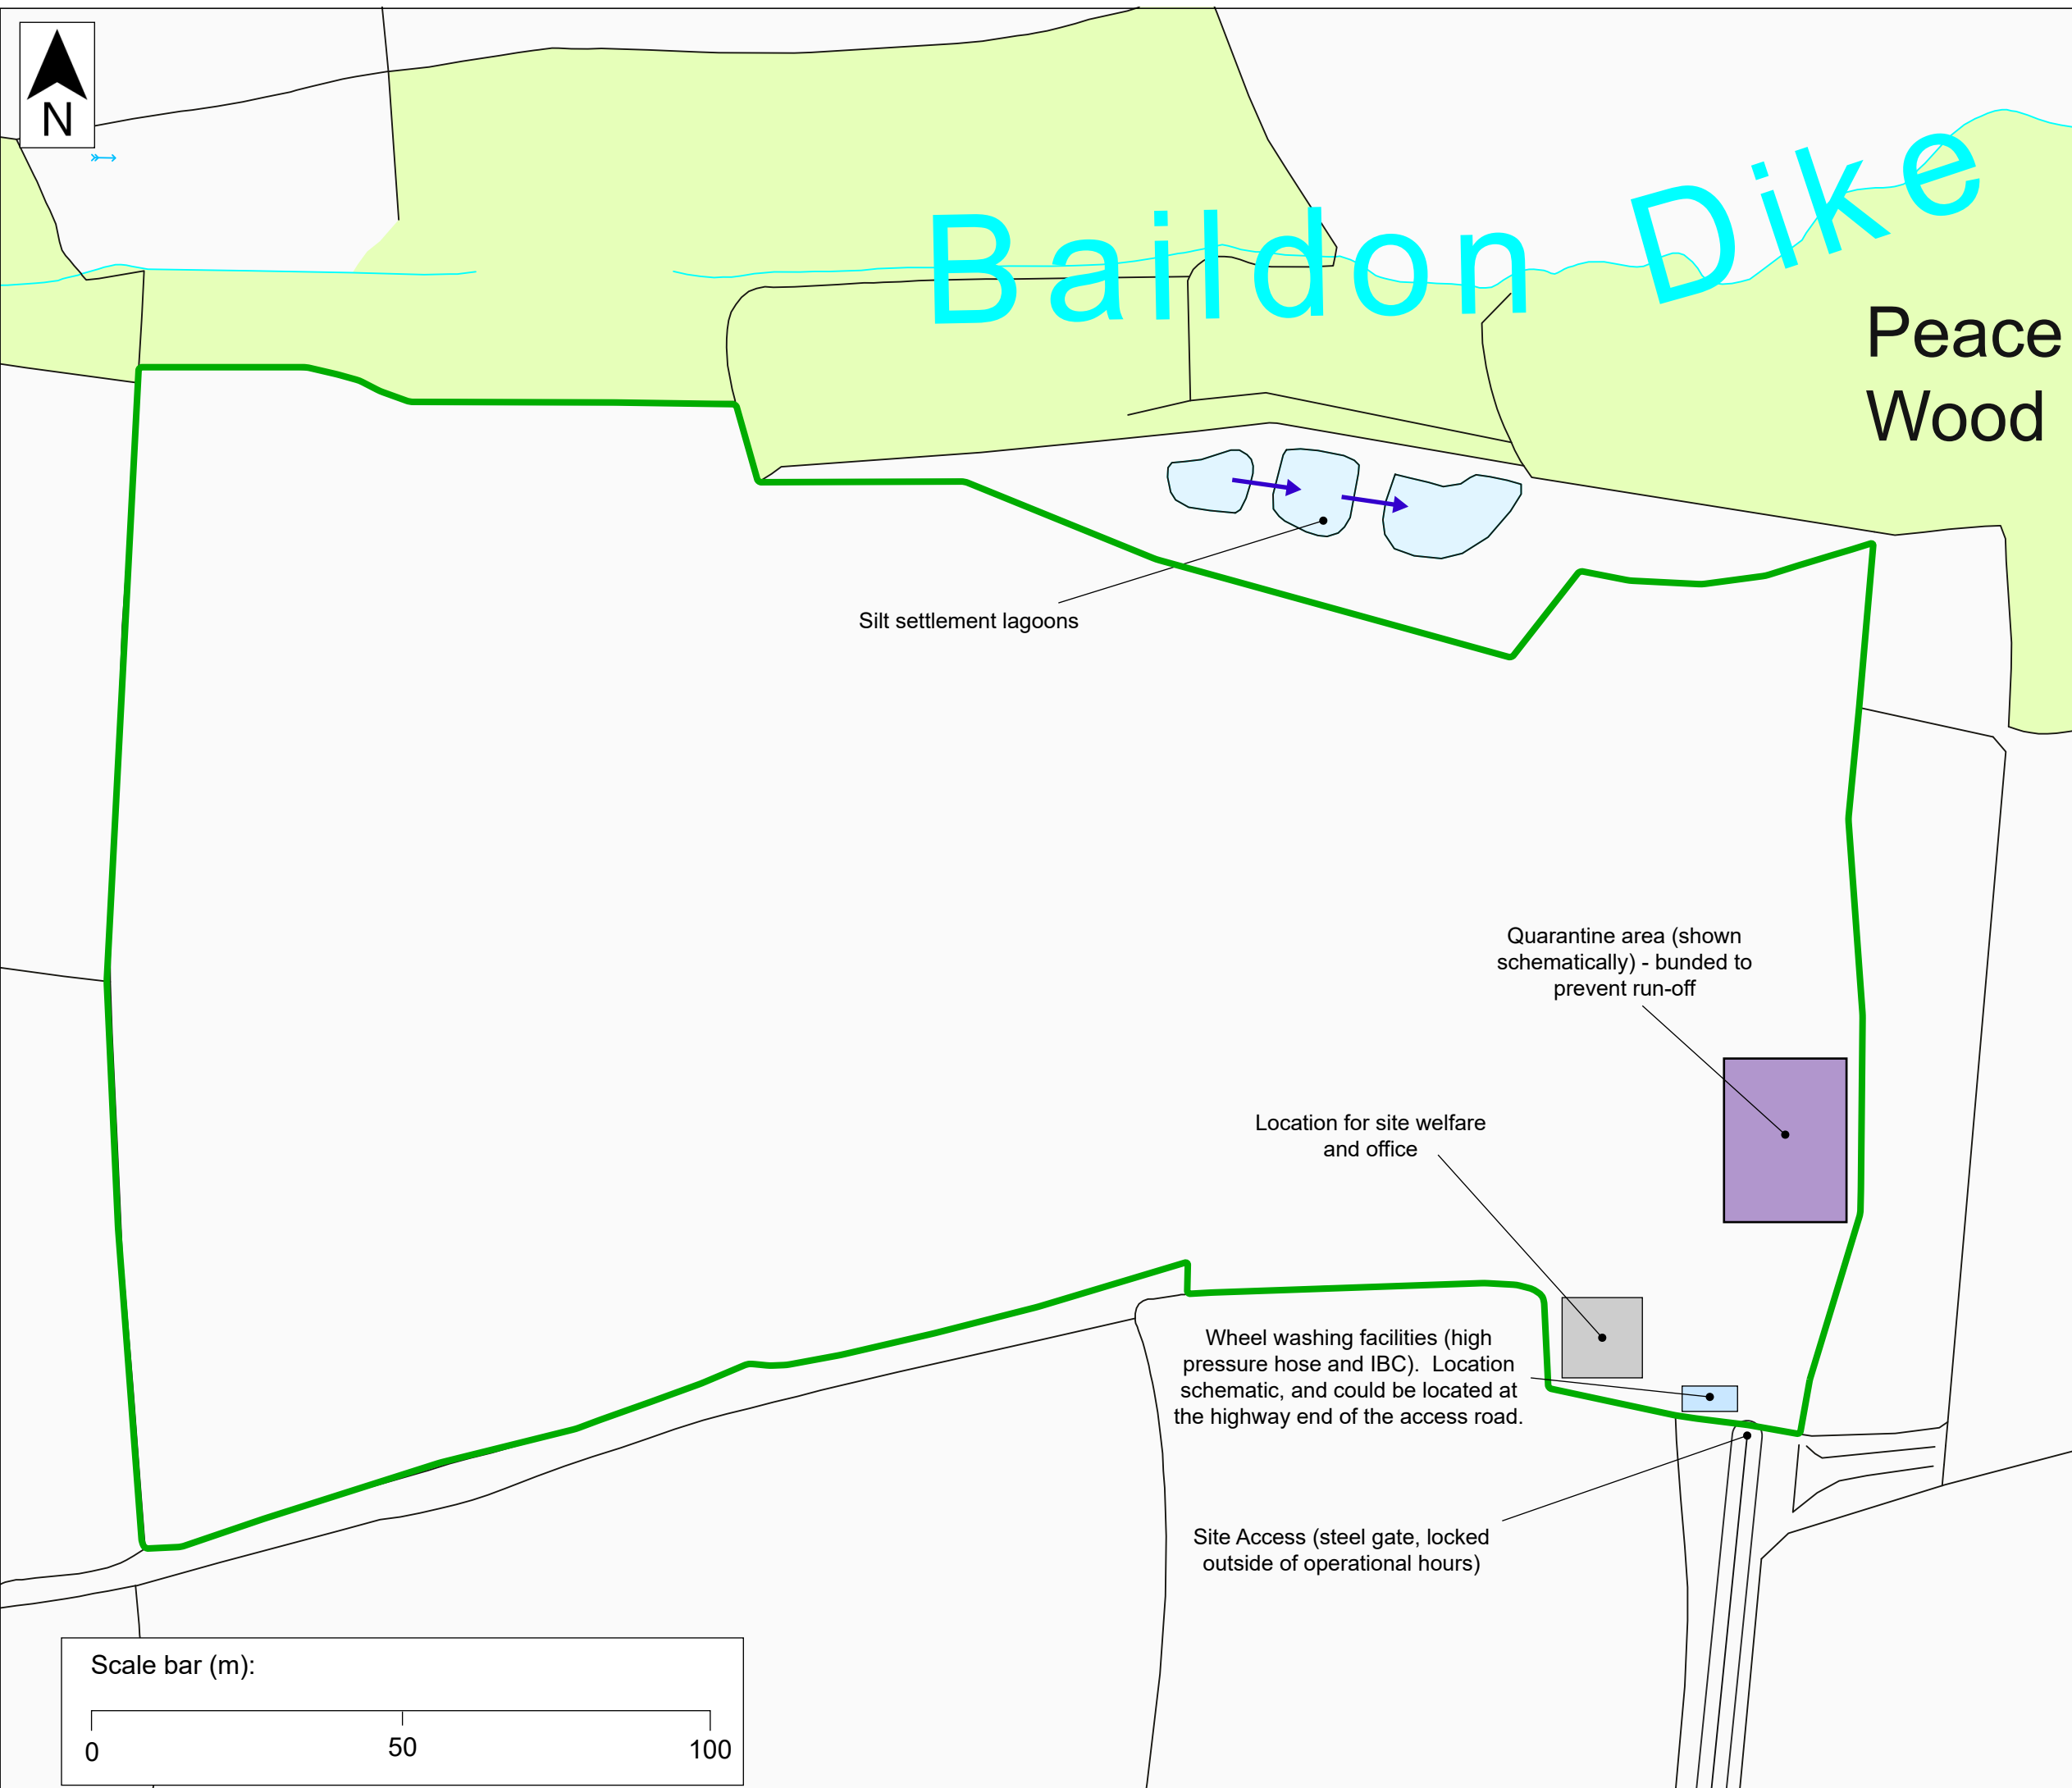 N
Baildon Dike
Peace
Wood
Silt settlement lagoons
Quarantine area (shown
schematically) - bunded to
prevent run-off
Location for site welfare
and office
Wheel washing facilities (high
pressure hose and IBC).  Location
schematic, and could be located at
the highway end of the access road.
Site Access (steel gate, locked
outside of operational hours)
Scale bar (m):
0 50 100